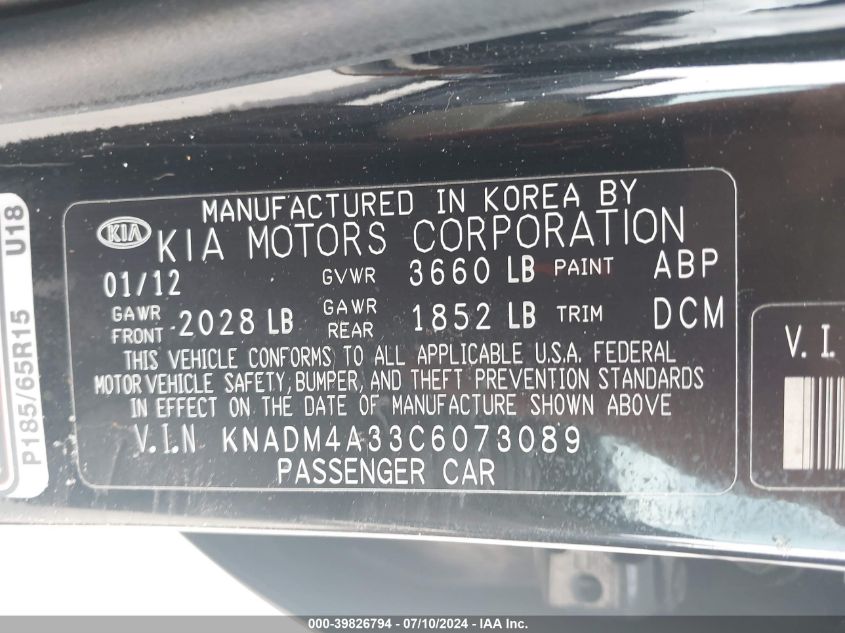 MANUFACTURED IN KOREA BY
KIA KIA MOTORS CORPORATION
01/12 GVWR 3660 LB PAINT ABP
GAWR FRONT 2028 LB GAWR REAR 1852 LB TRIM DCM
THIS VEHICLE CONFORMS TO ALL APPLICABLE U.S.A. FEDERAL
MOTOR VEHICLE SAFETY, BUMPER, AND THEFT PREVENTION STANDARDS
IN EFFECT ON THE DATE OF MANUFACTURE SHOWN ABOVE
V.I.N KNADM4A33C6073089
PASSENGER CAR
P185/65R15 U18
V. I.
000-39826794 - 07/10/2024 - IAA Inc.